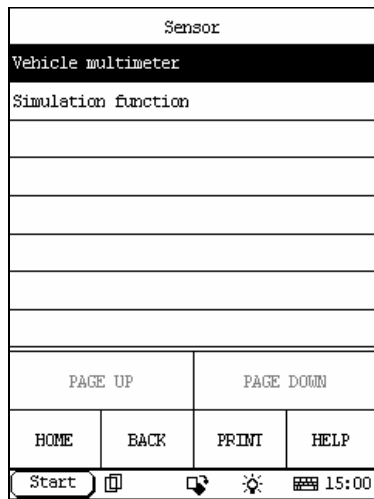 Sensor
Vehicle multimeter
Simulation function
PAGE UP PAGE DOWN
HOME BACK PRINT HELP
Start 15:00